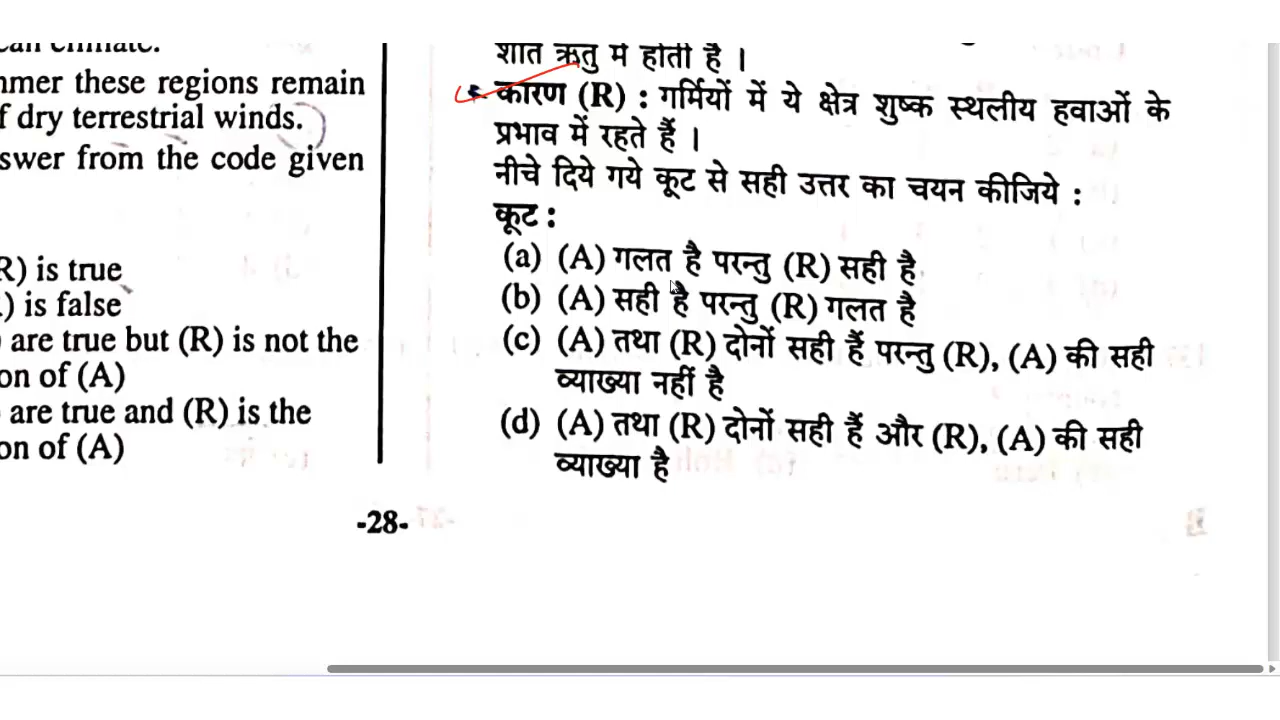 mmer these regions remain
f dry terrestrial winds.
swer from the code given
R) is true
) is false
are true but (R) is not the
on of (A)
are true and (R) is the
on of (A)
शीत ऋतु में होती है ।
कारण (R) : गर्मियों में ये क्षेत्र शुष्क स्थलीय हवाओं के
प्रभाव में रहते हैं ।
नीचे दिये गये कूट से सही उत्तर का चयन कीजिये :
कूट :
(a) (A) गलत है परन्तु (R) सही है
(b) (A) सही है परन्तु (R) गलत है
(c) (A) तथा (R) दोनों सही हैं परन्तु (R), (A) की सही
व्याख्या नहीं है
(d) (A) तथा (R) दोनों सही हैं और (R), (A) की सही
व्याख्या है
-28-